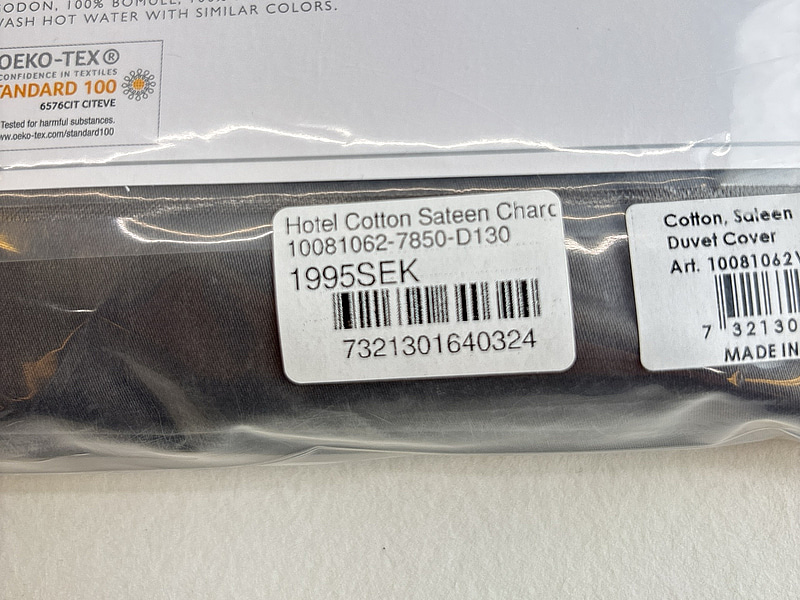 100%
WASH HOT WATER WITH SIMILAR COLORS.
OEKO-TEX®
CONFIDENCE IN TEXTILES
STANDARD 100
6576CIT CITEVE
Tested for harmful substances.
www.oeko-tex.com/standard100
Hotel Cotton Sateen Charc
10081062-7850-D130
1995SEK
7321301640324
Cotton, Sateen
Duvet Cover
Art. 10081062
7 32130
MADE IN